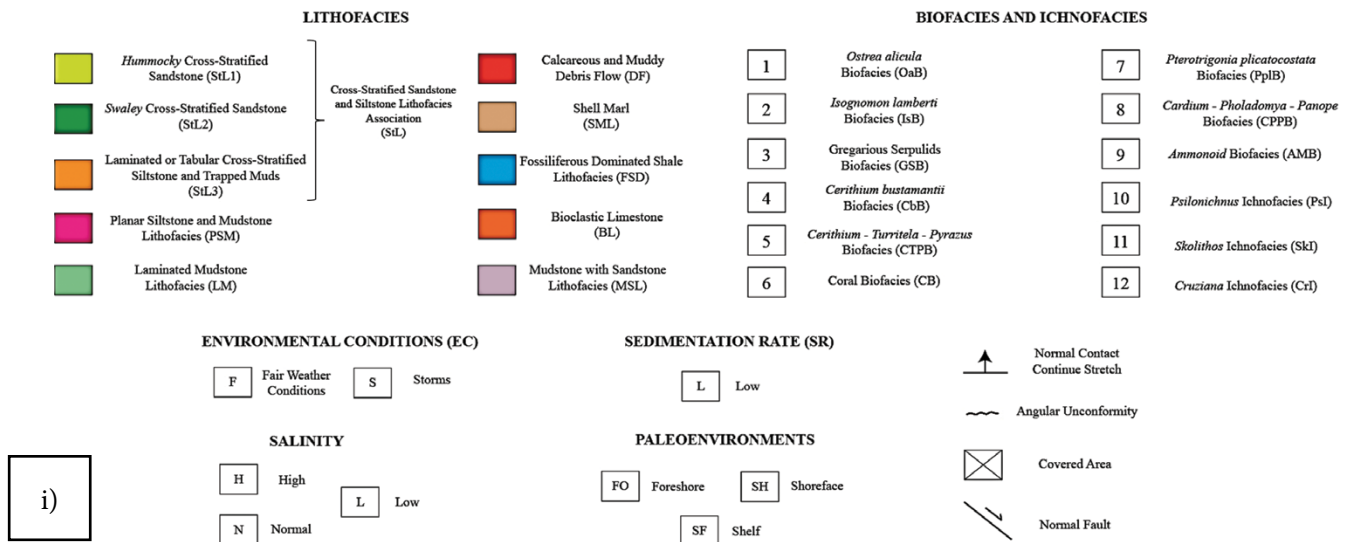 LITHOFACIES
Hummocky Cross-Stratified
Sandstone (StL1)
Swaley Cross-Stratified Sandstone
(StL2)
Laminated or Tabular Cross-Stratified
Siltstone and Trapped Muds
(StL3)
Planar Siltstone and Mudstone
Lithofacies (PSM)
Laminated Mudstone
Lithofacies (LM)
Cross-Stratified Sandstone
and Siltstone Lithofacies
Association
(StL)
Calcareous and Muddy
Debris Flow (DF)
Shell Marl
(SML)
Fossiliferous Dominated Shale
Lithofacies (FSD)
Bioclastic Limestone
(BL)
Mudstone with Sandstone
Lithofacies (MSL)
BIOFACIES AND ICHNOFACIES
1
Ostrea alicula
Biofacies (OaB)
2
Isognomon lamberti
Biofacies (IsB)
3
Gregarious Serpulids
Biofacies (GSB)
4
Cerithium bustamantii
Biofacies (CbB)
5
Cerithium - Turritela - Pyrazus
Biofacies (CTPB)
6
Coral Biofacies (CB)
7
Pterotrigonia plicatocostata
Biofacies (PplB)
8
Cardium - Pholadomya - Panope
Biofacies (CPPB)
9
Ammonoid Biofacies (AMB)
10
Psilonichnus Ichnofacies (PsI)
11
Skolithos Ichnofacies (SkI)
12
Cruziana Ichnofacies (CrI)
ENVIRONMENTAL CONDITIONS (EC)
F
Fair Weather
Conditions
S
Storms
SEDIMENTATION RATE (SR)
L
Low
SALINITY
H
High
L
Low
N
Normal
PALEOENVIRONMENTS
FO
Foreshore
SH
Shoreface
SF
Shelf
Normal Contact
Continue Stretch
Angular Unconformity
Covered Area
Normal Fault
i)